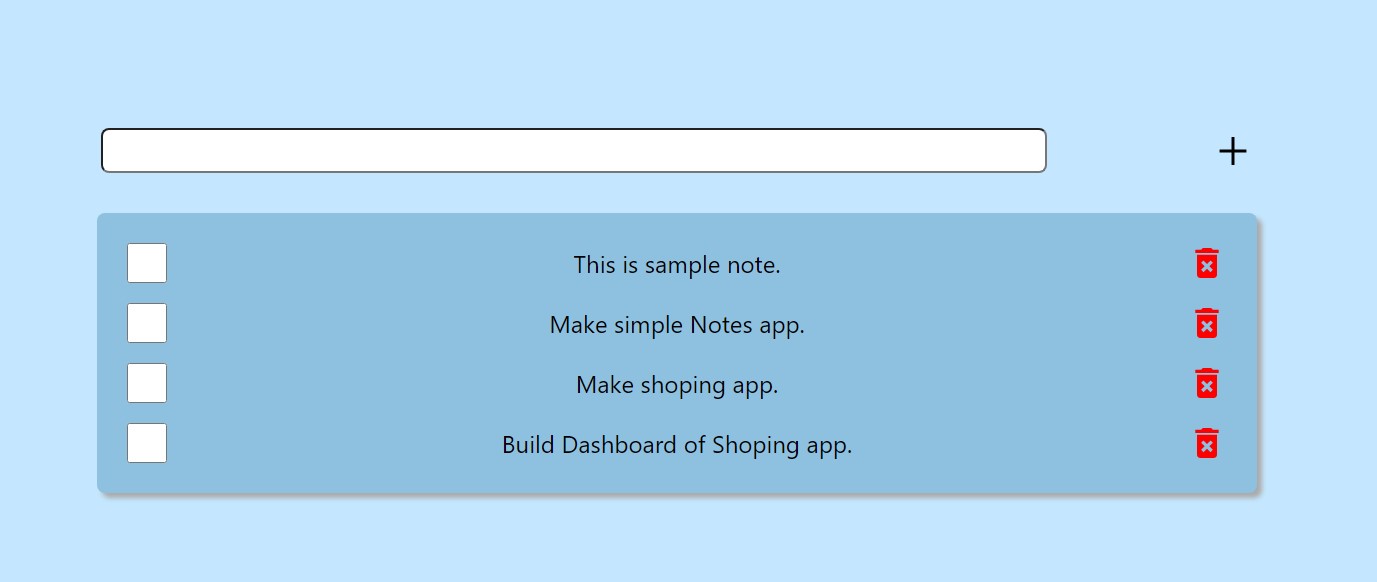 This is sample note.
Make simple Notes app.
Make shoping app.
Build Dashboard of Shoping app.